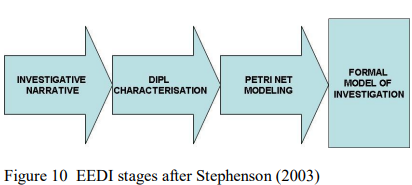 INVESTIGATIVE
NARRATIVE
DIPL
CHARACTERISATION
PETRI NET
MODELING
FORMAL
MODEL OF
INVESTIGATION
Figure 10 EEDI stages after Stephenson (2003)